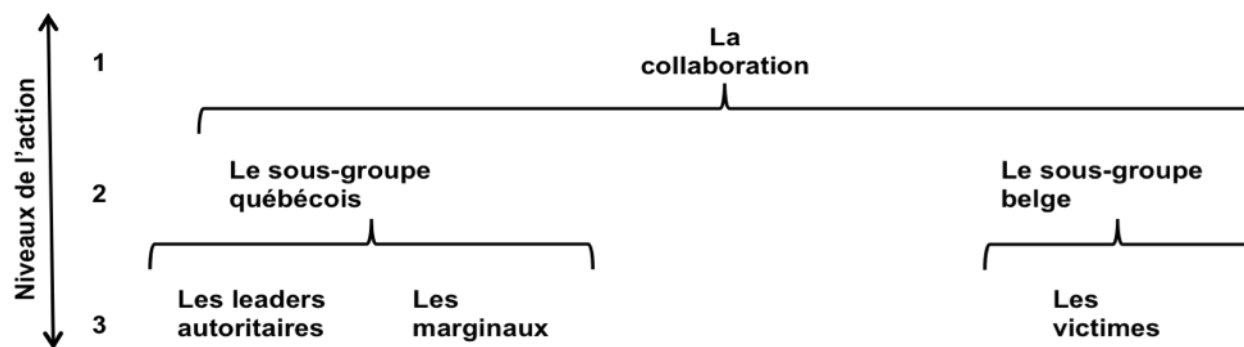 Niveaux de l'action
1
La
collaboration
2
Le sous-groupe
québécois
Le sous-groupe
belge
3
Les leaders
autoritaires
Les
marginaux
Les
victimes